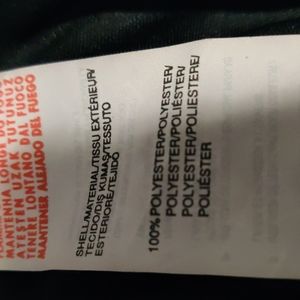 MANTENHA LONGE DO FOGO
ATEŞTEN UZAK TUTUNUZ
TENERE LONTANO DAL FUOCO
MANTENER ALEJADO DEL FUEGO
SHELL/MATERIAL/TISSU EXTÉRIEUR/
TECIDO/DIŞ KUMAŞ/TESSUTO
ESTERIORE/TEJIDO
100% POLYESTER/POLYESTER/
POLYESTER/POLIÉSTER/
POLYESTER/POLIESTERE/
POLIÉSTER